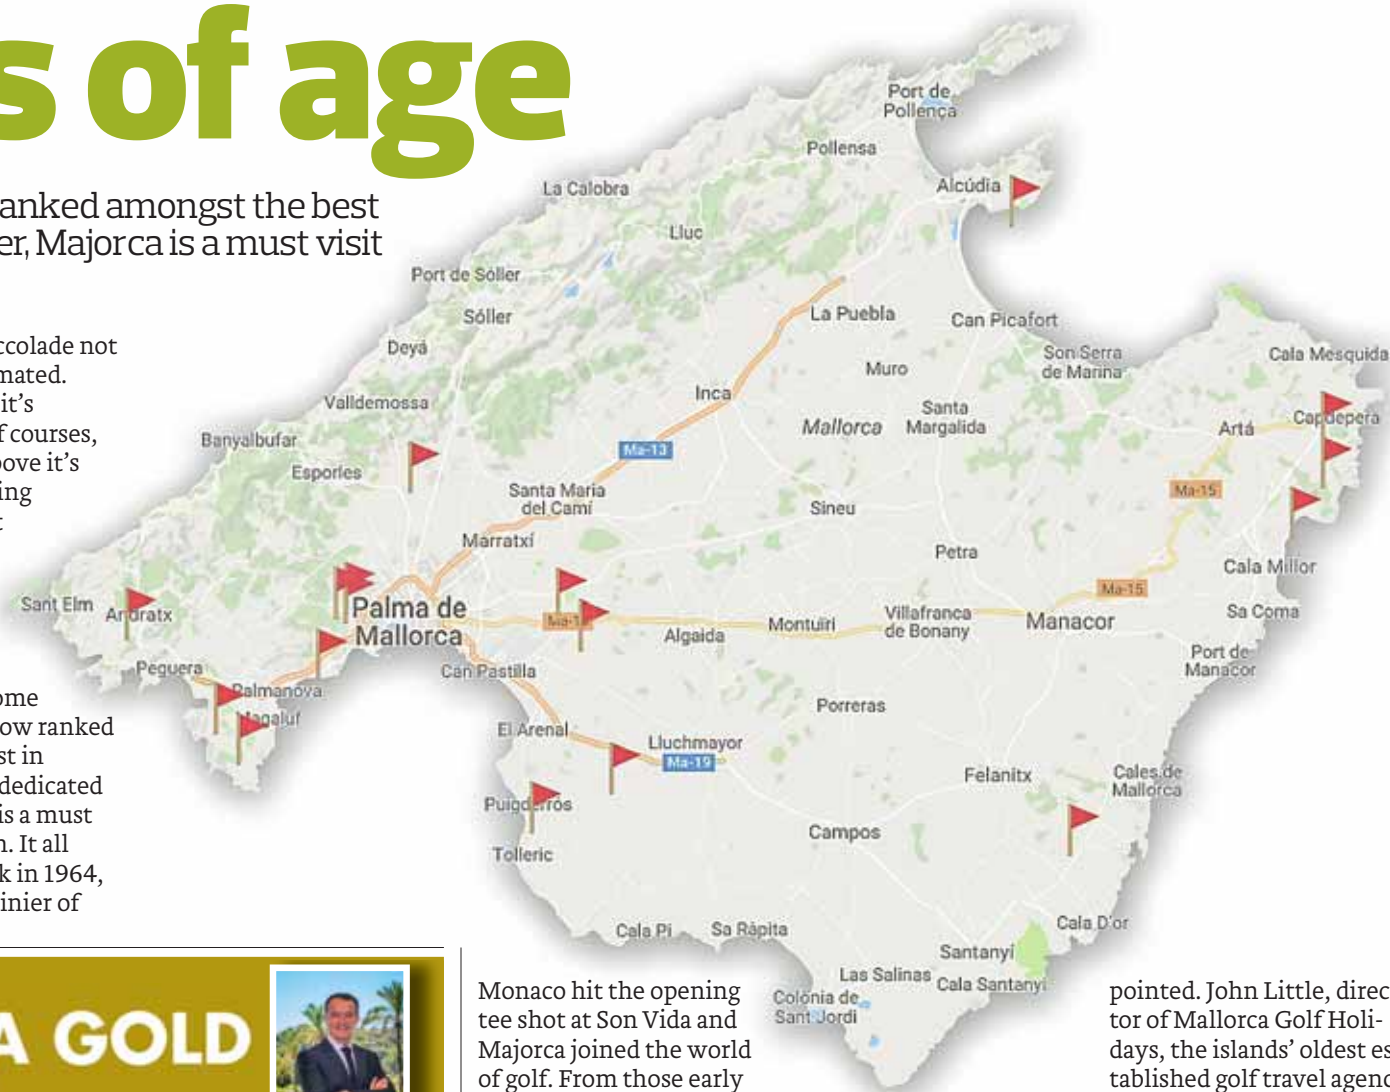 s of age
anked amongst the best
er, Majorca is a must visit
ccolade not
mated.
it's
f courses,
ove it's
ing
t
ome
ow ranked
st in
dedicated
is a must
n. It all
k in 1964,
inier of
A GOLD
Monaco hit the opening
tee shot at Son Vida and
Majorca joined the world
of golf. From those early
pointed. John Little, direc
tor of Mallorca Golf Holi-
days, the islands' oldest es
tablished golf travel agenc
Port de
Pollença
Pollensa
Alcúdia
La Calobra
Lluc
Port de Sóller
Sóller
Deyá
Valldemossa
Banyalbufar
Esporles
La Puebla
Can Picafort
Son Serra
de Marina
Cala Mesquida
Muro
Inca
Mallorca
Santa
Margalida
Artá
Capdepera
Ma-13
Santa Maria
del Camí
Sineu
Ma-15
Marratxí
Petra
Cala Millor
Ma-15
Sant Elm
Andratx
Palma de
Mallorca
Ma-1
Algaida
Montuïri
Villafranca
de Bonany
Manacor
Sa Coma
Port de
Manacor
Peguera
Palmanova
Magaluf
Can Pastilla
Porreras
El Arenal
Lluchmayor
Ma-19
Felanitx
Cales de
Mallorca
Puigderrós
Tolleric
Campos
Cala Pi
Sa Ràpita
Cala D'or
Santanyí
Las Salinas
Cala Santanyí
Colònia de
Sant Jordi